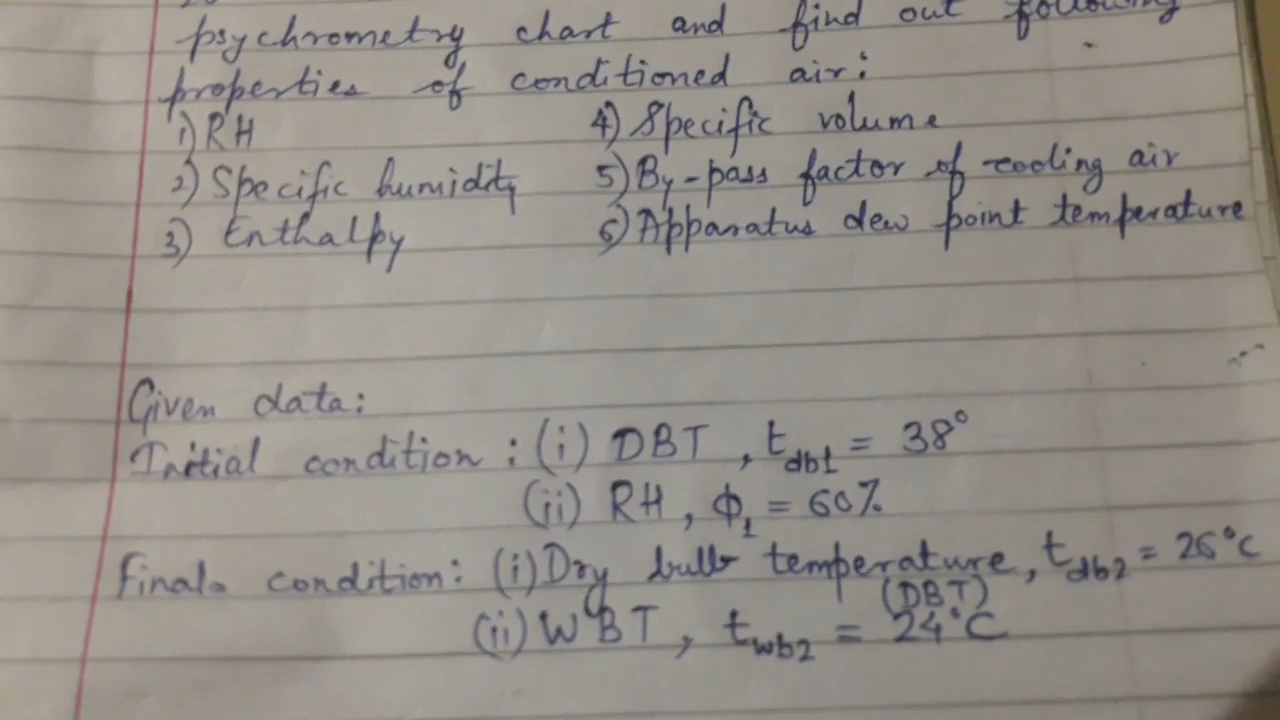 psychrometry chart and find out following
properties of conditioned air:
1) RH
4) Specific volume
2) Specific humidity
5) By-pass factor of cooling air
3) Enthalpy
6) Apparatus dew point temperature
Given data:
Initial condition : (i) DBT , tdb1 = 38°
(ii) RH , Φ1 = 60%
Final. condition: (i) Dry bulb temperature, tdb2 = 26°C
(DBT)
(ii) WBT , twb2 = 24°C